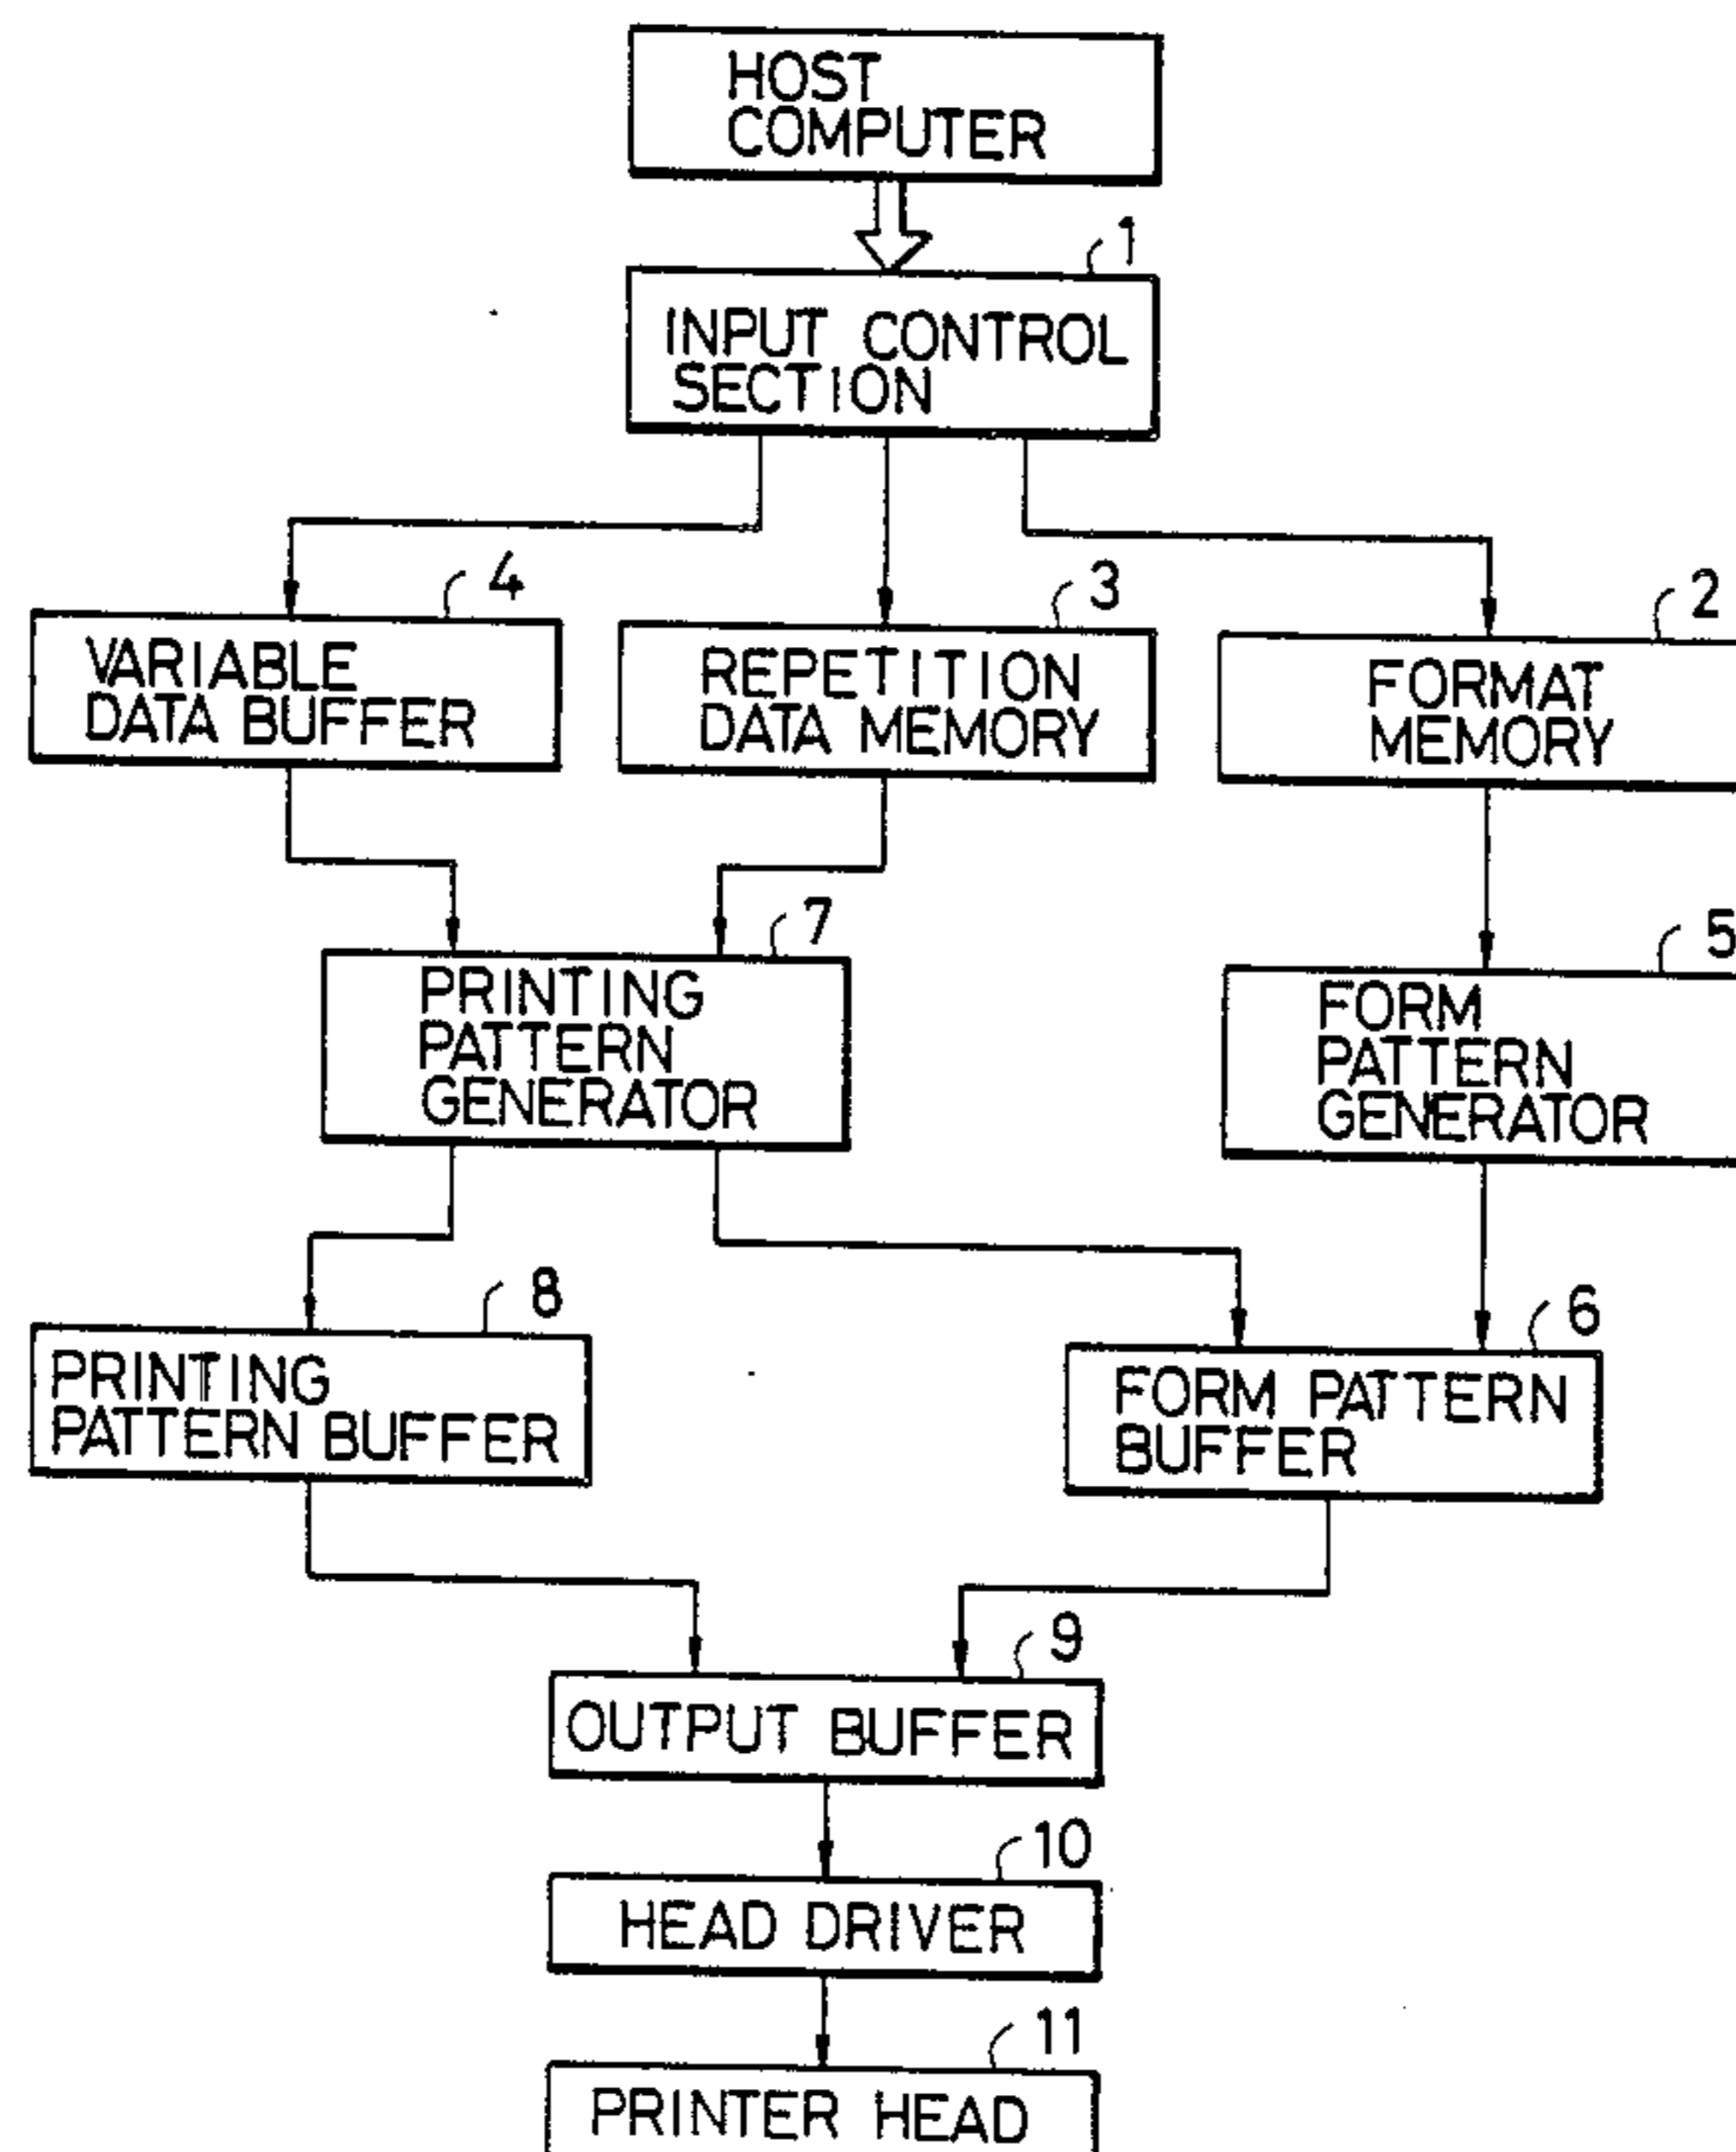 HOST
COMPUTER
1
INPUT CONTROL
SECTION
4
3
2
VARIABLE
DATA BUFFER
REPETITION
DATA MEMORY
FORMAT
MEMORY
7
5
PRINTING
PATTERN
GENERATOR
FORM
PATTERN
GENERATOR
8
6
PRINTING
PATTERN BUFFER
FORM PATTERN
BUFFER
9
OUTPUT BUFFER
10
HEAD DRIVER
11
PRINTER HEAD